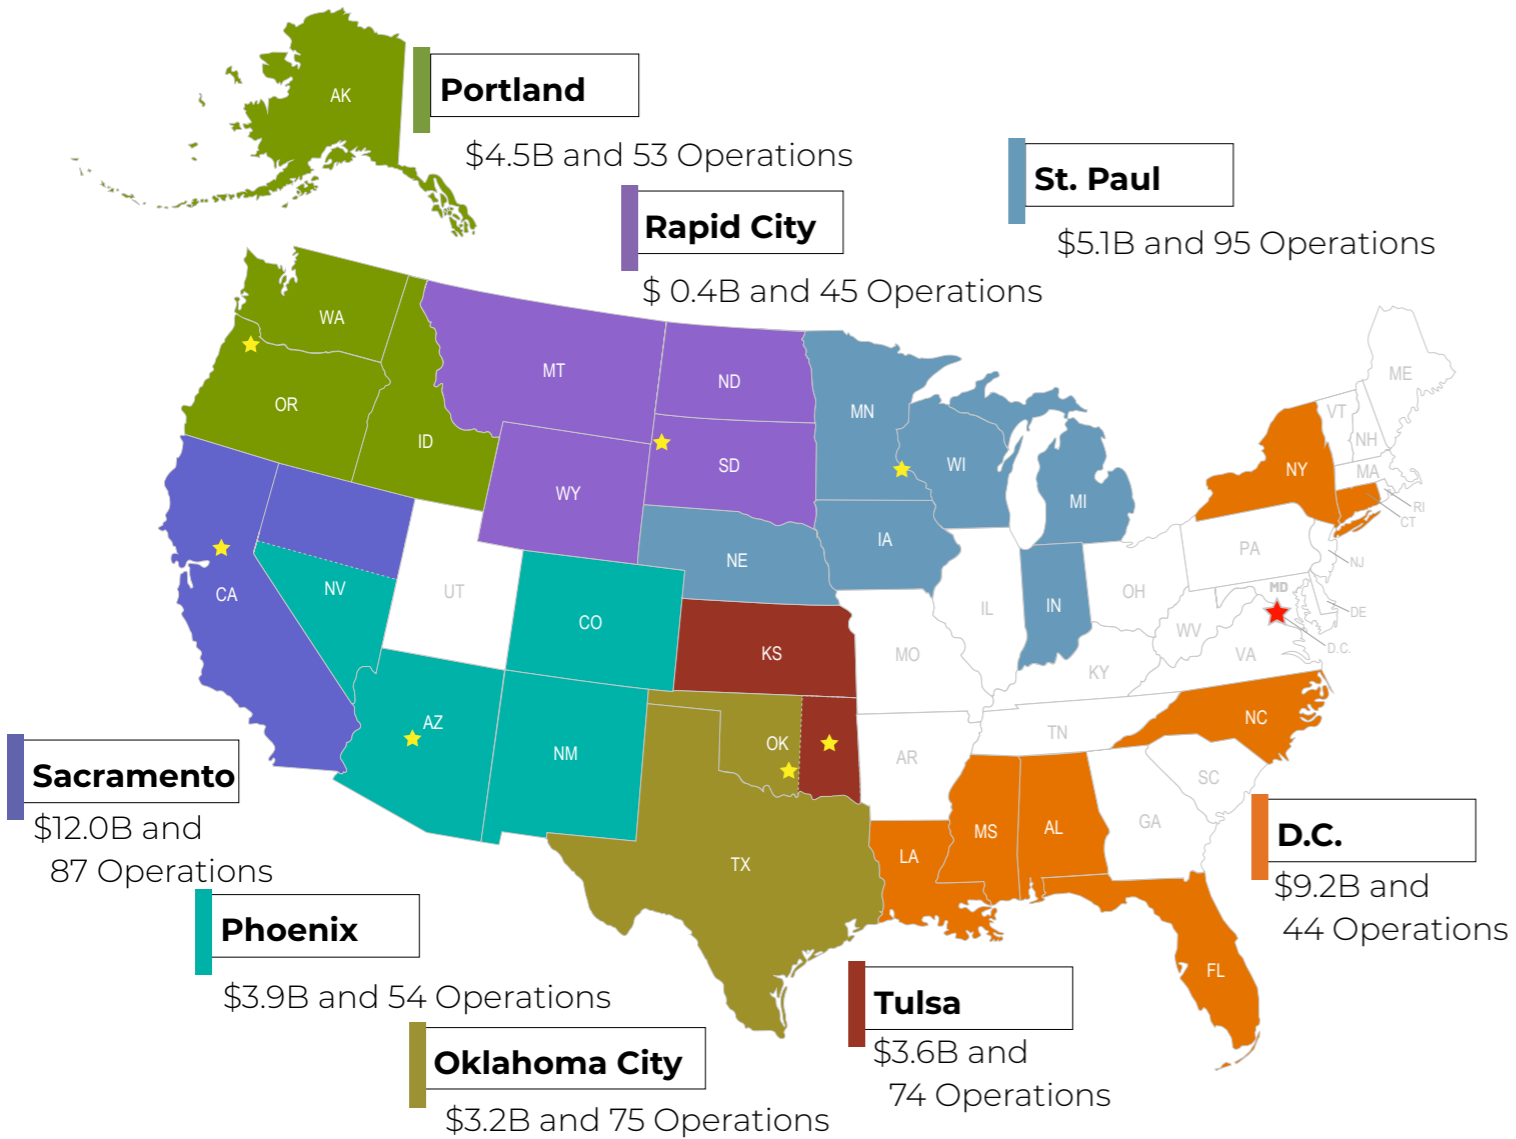 AK
Portland
$4.5B and 53 Operations
St. Paul
$5.1B and 95 Operations
Rapid City
$ 0.4B and 45 Operations
WA
OR
ID
MT
ND
SD
WY
MN
WI
MI
IA
NE
IN
IL
OH
PA
NY
ME
VT
NH
MA
RI
CT
NJ
MD
DE
D.C.
WV
VA
KY
CA
NV
UT
CO
KS
MO
AZ
NM
OK
AR
TN
NC
SC
TX
LA
MS
AL
GA
FL
Sacramento
$12.0B and
87 Operations
Phoenix
$3.9B and 54 Operations
Oklahoma City
$3.2B and 75 Operations
Tulsa
$3.6B and
74 Operations
D.C.
$9.2B and
44 Operations